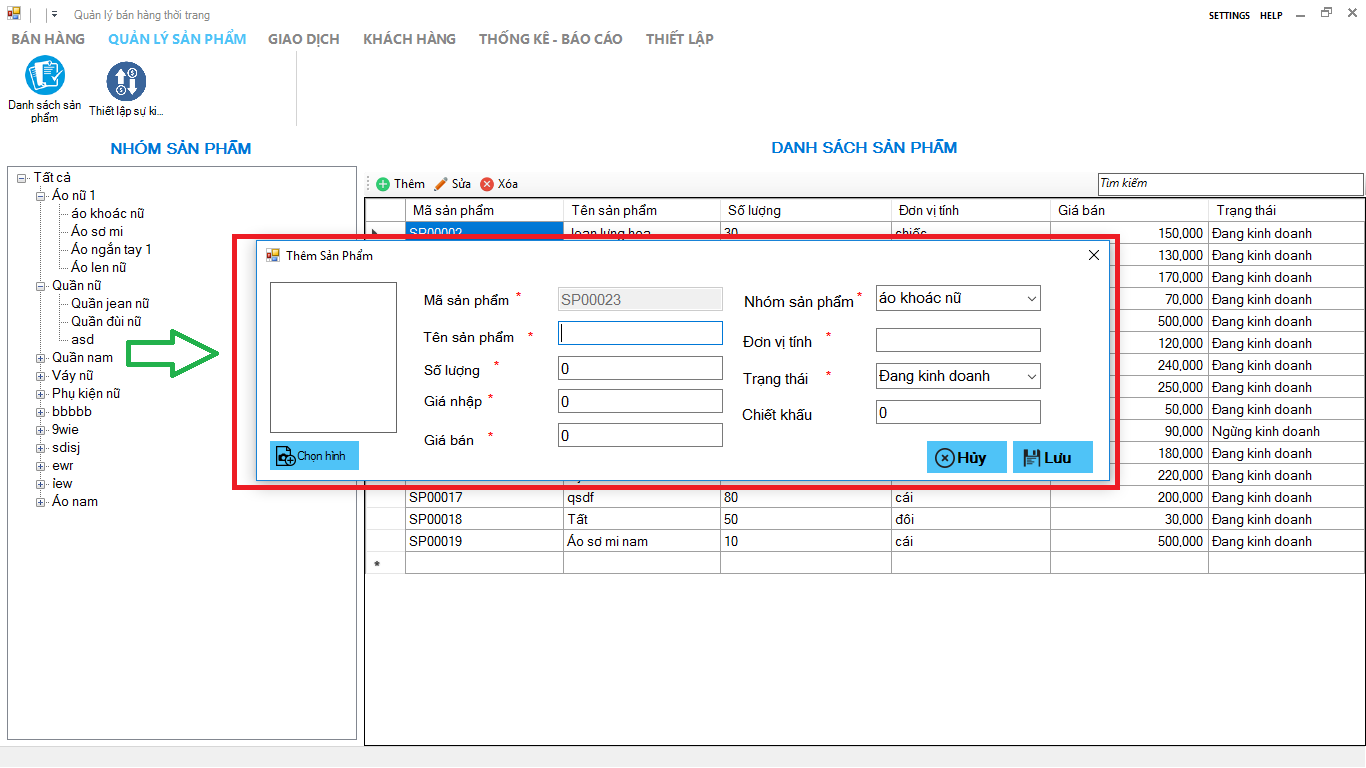 Quản lý bán hàng thời trang
SETTINGS HELP
BÁN HÀNG QUẢN LÝ SẢN PHẨM GIAO DỊCH KHÁCH HÀNG THỐNG KÊ - BÁO CÁO THIẾT LẬP
Danh sách sản phẩm
Thiết lập sự ki...
NHÓM SẢN PHẨM
Tất cả
Áo nữ 1
áo khoác nữ
Áo sơ mi
Áo ngắn tay 1
Áo len nữ
Quần nữ
Quần jean nữ
Quần đùi nữ
asd
Quần nam
Váy nữ
Phụ kiện nữ
bbbbb
9wie
sdisj
ewr
iew
Áo nam
DANH SÁCH SẢN PHẨM
Thêm Sửa Xóa
Tìm kiếm
Mã sản phẩm Tên sản phẩm Số lượng Đơn vị tính Giá bán Trạng thái
SP00002 30 chiếc 150,000 Đang kinh doanh
130,000 Đang kinh doanh
170,000 Đang kinh doanh
70,000 Đang kinh doanh
500,000 Đang kinh doanh
120,000 Đang kinh doanh
240,000 Đang kinh doanh
250,000 Đang kinh doanh
50,000 Đang kinh doanh
90,000 Ngừng kinh doanh
180,000 Đang kinh doanh
220,000 Đang kinh doanh
SP00017 qsdf 80 cái 200,000 Đang kinh doanh
SP00018 Tất 50 đôi 30,000 Đang kinh doanh
SP00019 Áo sơ mi nam 10 cái 500,000 Đang kinh doanh
*
Thêm Sản Phẩm
Mã sản phẩm * SP00023
Tên sản phẩm *
Số lượng * 0
Giá nhập * 0
Giá bán * 0
Nhóm sản phẩm * áo khoác nữ
Đơn vị tính *
Trạng thái * Đang kinh doanh
Chiết khấu 0
Chọn hình
Hủy Lưu